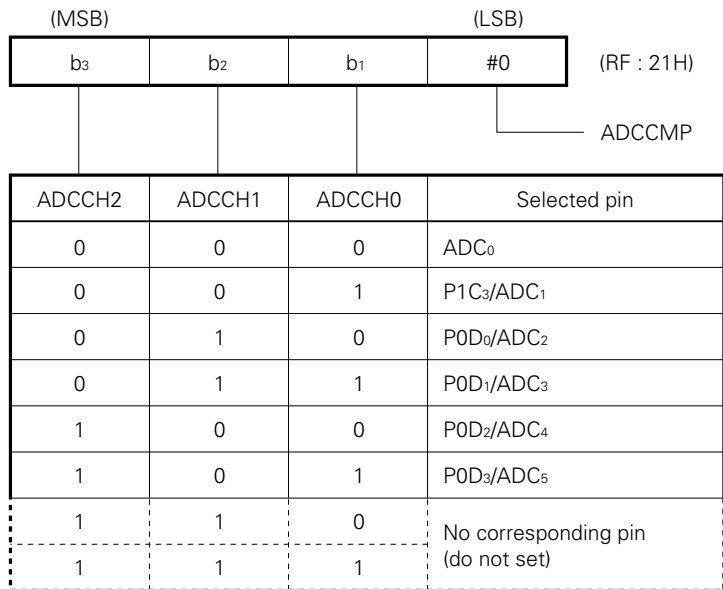 (MSB) (LSB)
b₃ b₂ b₁ #0 (RF : 21H)
ADCCMP
ADCCH2 ADCCH1 ADCCH0 Selected pin
0 0 0 ADC₀
0 0 1 P1C₃/ADC₁
0 1 0 P0D₀/ADC₂
0 1 1 P0D₁/ADC₃
1 0 0 P0D₂/ADC₄
1 0 1 P0D₃/ADC₅
1 1 0 No corresponding pin
1 1 1 (do not set)